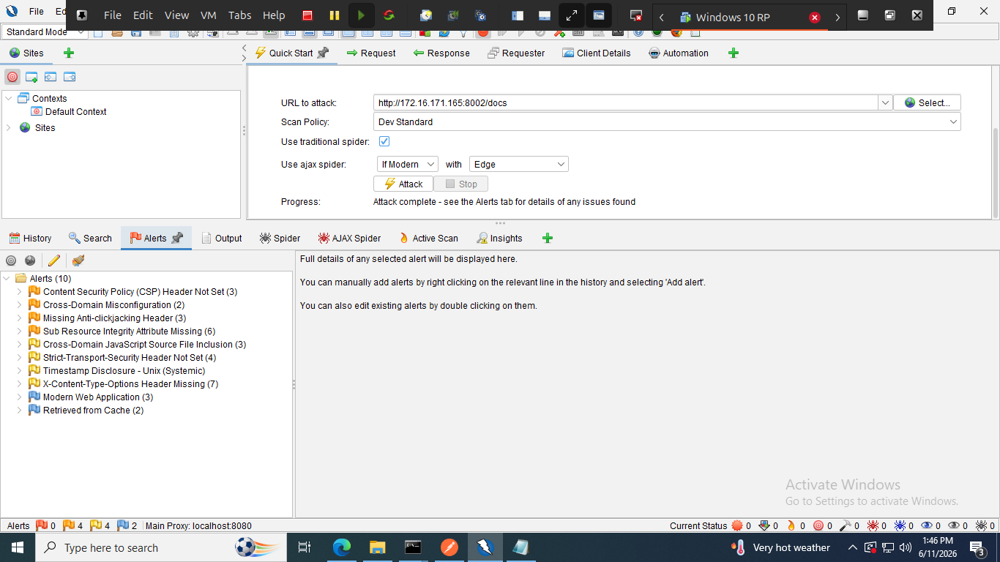 File Edit View VM Tabs Help
Windows 10 RP
File
Standard Mode
Sites
Quick Start Request Response Requester Client Details Automation
Contexts
Default Context
Sites
URL to attack: http://172.16.171.165:8002/docs Select...
Scan Policy: Dev Standard
Use traditional spider:
Use ajax spider: If Modern with Edge
Attack Stop
Progress: Attack complete - see the Alerts tab for details of any issues found
History Search Alerts Output Spider AJAX Spider Active Scan Insights
Alerts (10)
Content Security Policy (CSP) Header Not Set (3)
Cross-Domain Misconfiguration (2)
Missing Anti-clickjacking Header (3)
Sub Resource Integrity Attribute Missing (6)
Cross-Domain JavaScript Source File Inclusion (3)
Strict-Transport-Security Header Not Set (4)
Timestamp Disclosure - Unix (Systemic)
X-Content-Type-Options Header Missing (7)
Modern Web Application (3)
Retrieved from Cache (2)
Full details of any selected alert will be displayed here.
You can manually add alerts by right clicking on the relevant line in the history and selecting 'Add alert'.
You can also edit existing alerts by double clicking on them.
Activate Windows
Go to Settings to activate Windows.
Alerts 0 4 4 2 Main Proxy: localhost:8080
Current Status 0 0 0 0 0 0 0 0 0 0
Type here to search
Very hot weather
1:46 PM
6/11/2026
3